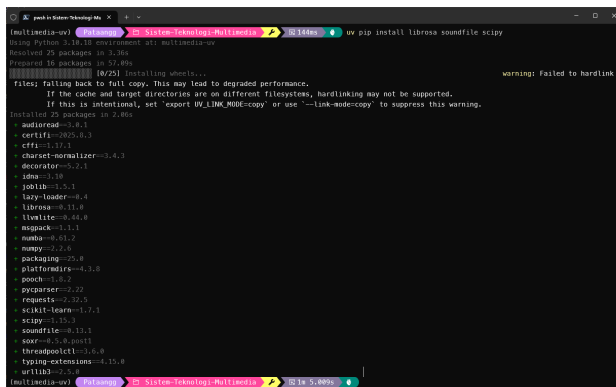 pwsh in Sistem-Teknologi-Mu
(multimedia-uv) Pataangg Sistem-Teknologi-Multimedia 144ms uv pip install librosa soundfile scipy
Using Python 3.10.18 environment at: multimedia-uv
Resolved 25 packages in 3.36s
Prepared 16 packages in 57.09s
[0/25] Installing wheels... warning: Failed to hardlink
files; falling back to full copy. This may lead to degraded performance.
If the cache and target directories are on different filesystems, hardlinking may not be supported.
If this is intentional, set `export UV_LINK_MODE=copy` or use `--link-mode=copy` to suppress this warning.
Installed 25 packages in 2.06s
+ audioread==3.0.1
+ certifi==2025.8.3
+ cffi==1.17.1
+ charset-normalizer==3.4.3
+ decorator==5.2.1
+ idna==3.10
+ joblib==1.5.1
+ lazy-loader==0.4
+ librosa==0.11.0
+ llvmlite==0.44.0
+ msgpack==1.1.1
+ numba==0.61.2
+ numpy==2.2.6
+ packaging==25.0
+ platformdirs==4.3.8
+ pooch==1.8.2
+ pycparser==2.22
+ requests==2.32.5
+ scikit-learn==1.7.1
+ scipy==1.15.3
+ soundfile==0.13.1
+ soxr==0.5.0.post1
+ threadpoolctl==3.6.0
+ typing-extensions==4.15.0
+ urllib3==2.5.0
(multimedia-uv) Pataangg Sistem-Teknologi-Multimedia 1m 5.009s